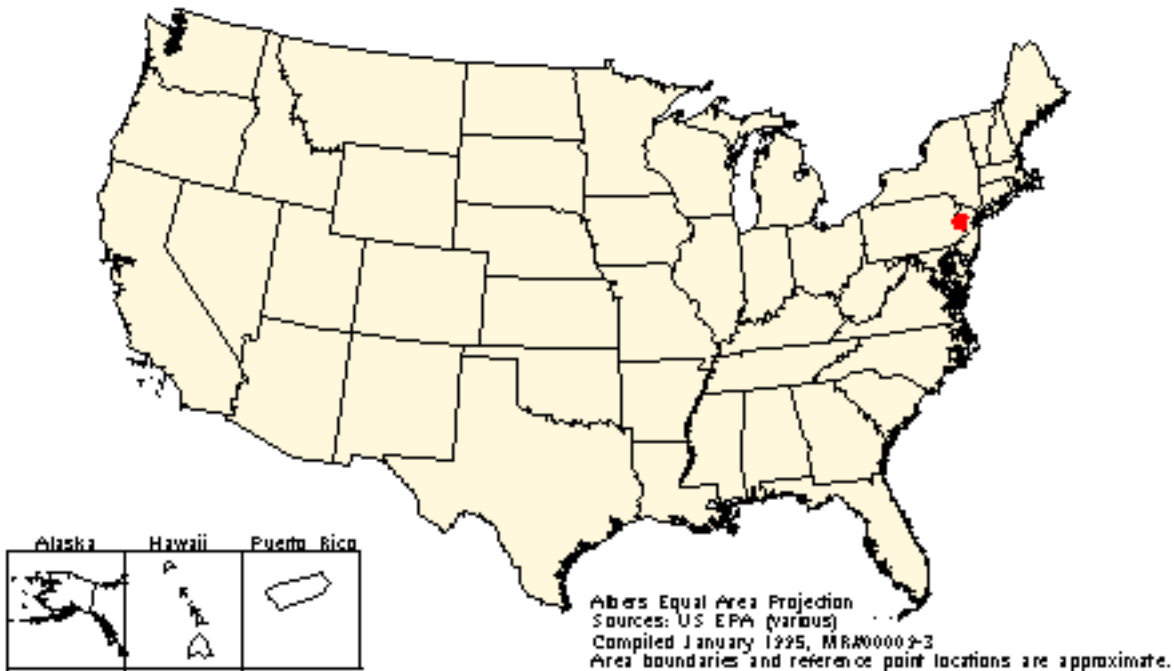 Alaska Hawaii Puerto Rico
Albers Equal Area Projection
Sources: US EPA (various)
Compiled January 1995, MR#00009-3
Area boundaries and reference point locations are approximate.